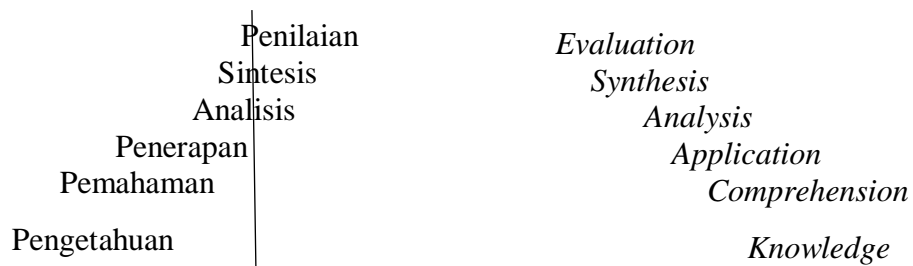 Penilaian
Sintesis
Analisis
Penerapan
Pemahaman
Pengetahuan
Evaluation
Synthesis
Analysis
Application
Comprehension
Knowledge